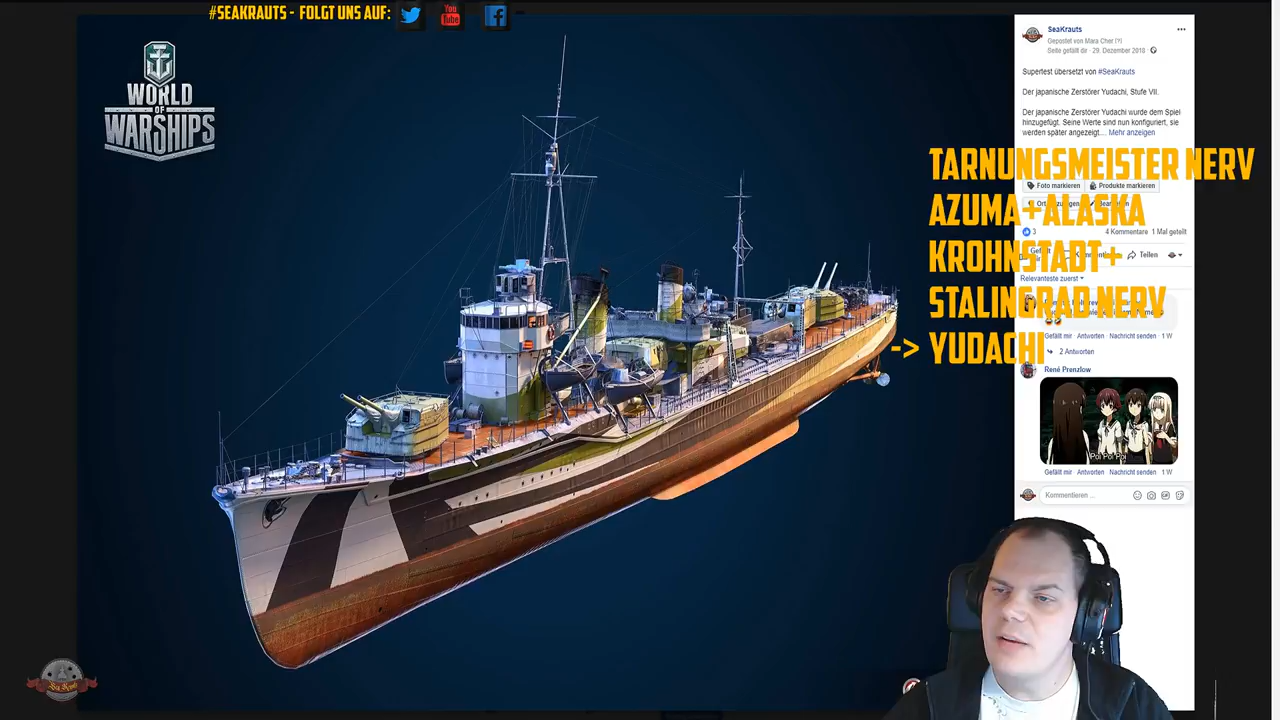 #SEAKRAUTS - FOLGT UNS AUF:
You
Tube
WORLD
OF
WARSHIPS
SeaKrauts
Gepostet von Mara Cher [?]
Seite gefällt dir · 29. Dezember 2018
Supertest übersetzt von #SeaKrauts
Der japanische Zerstörer Yudachi, Stufe VII.
Der japanische Zerstörer Yudachi wurde dem Spiel
hinzugefügt. Seine Werte sind nun konfiguriert, sie
werden später angezeigt.... Mehr anzeigen
TARNUNGSMEISTER NERV
Foto markieren
Produkte markieren
AZUMA+ALASKA
3
4 Kommentare 1 Mal geteilt
KROHNSTADT+
Teilen
Relevanteste zuerst
STALINGRAD NERV
Gefällt mir · Antworten · Nachricht senden · 1 W
-> YUDACHI
2 Antworten
René Prenzlow
Poi Poi Poi
Gefällt mir · Antworten · Nachricht senden · 1 W
Kommentieren ...